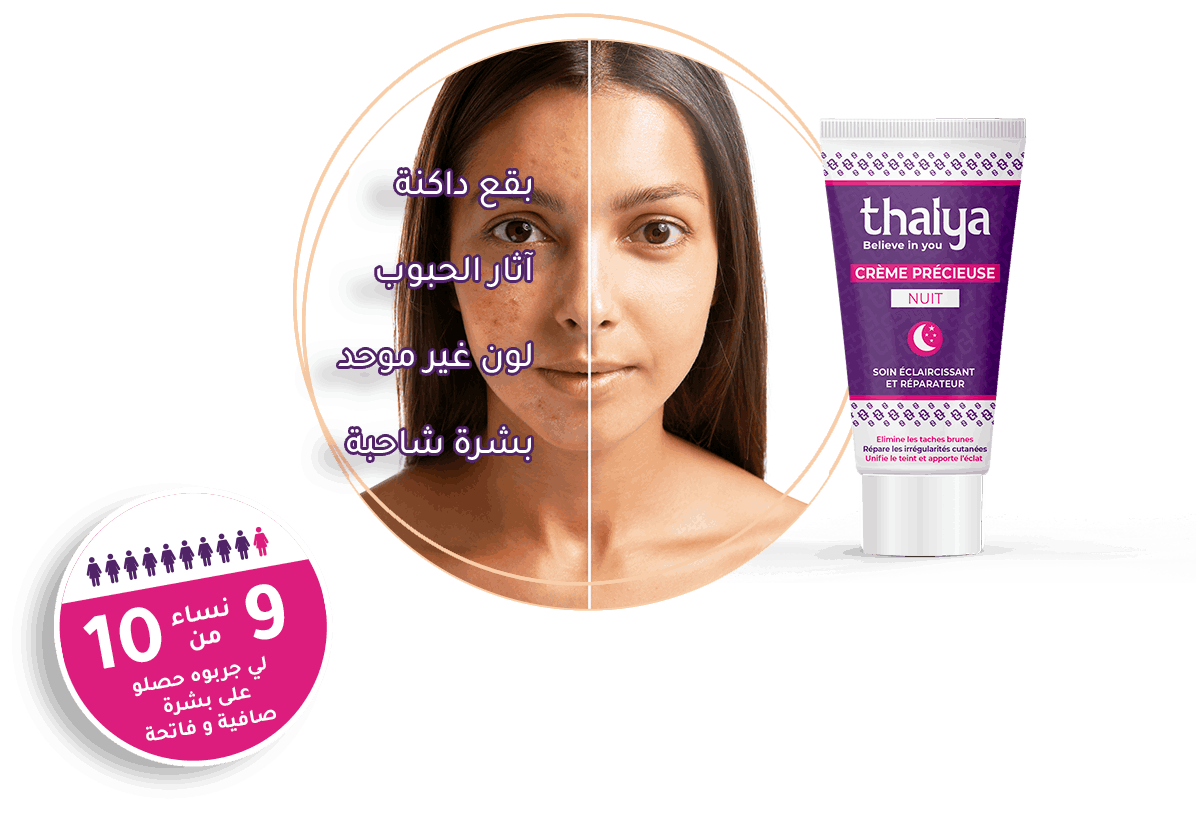 بقع داكنة
آثار الحبوب
لون غير موحد
بشرة شاحبة
thalya
Believe in you
CRÈME PRÉCIEUSE
NUIT
SOIN ÉCLAIRCISSANT
ET RÉPARATEUR
Elimine les taches brunes
Répare les irrégularités cutanées
Unifie le teint et apporte l'éclat
9 نساء من 10
لي جربوه حصلو
على بشرة
صافية و فاتحة